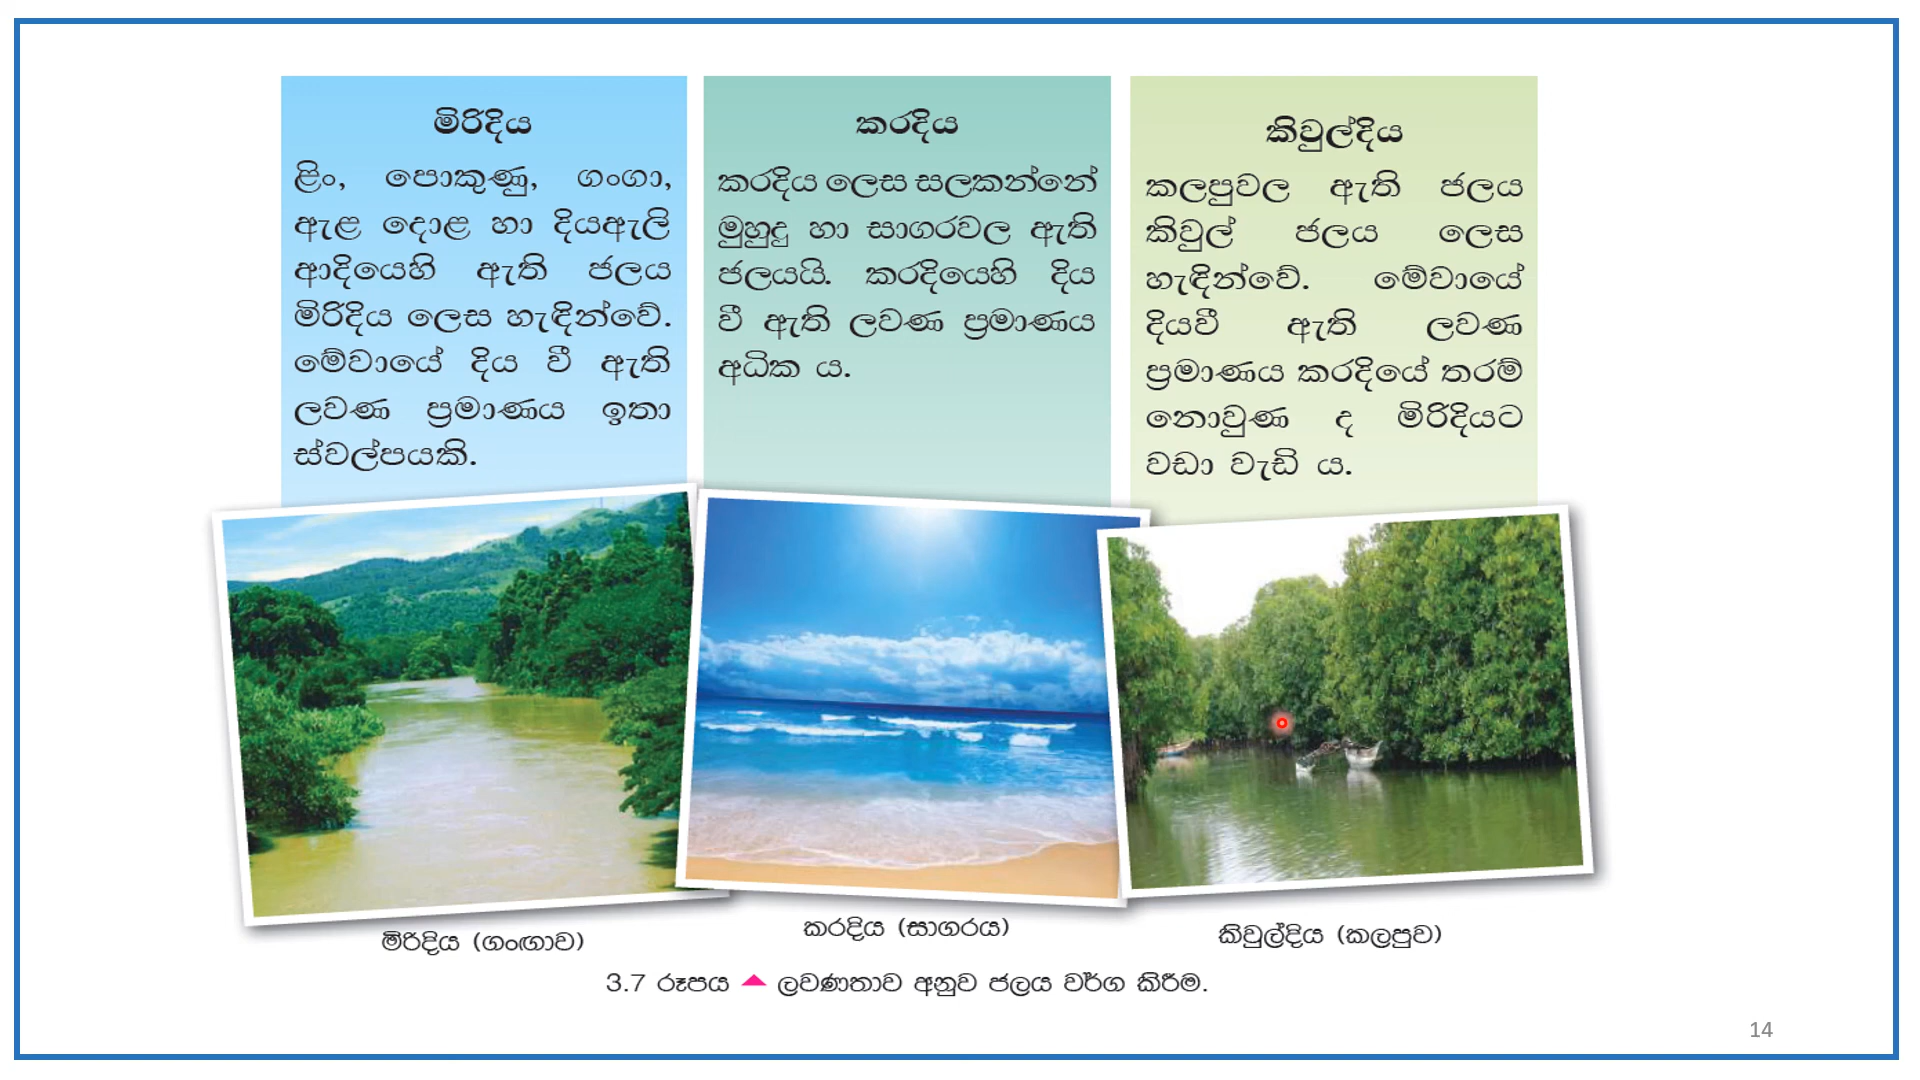 මිරිදිය
ළිං, පොකුණු, ගංගා,
ඇළ දොළ හා දියඇලි
ආදියෙහි ඇති ජලය
මිරිදිය ලෙස හැඳින්වේ.
මේවායේ දිය වී ඇති
ලවණ ප්‍රමාණය ඉතා
ස්වල්පයකි.
කරදිය
කරදිය ලෙස සලකන්නේ
මුහුදු හා සාගරවල ඇති
ජලයයි. කරදියෙහි දිය
වී ඇති ලවණ ප්‍රමාණය
අධික ය.
කිවුල්දිය
කලපුවල ඇති ජලය
කිවුල් ජලය ලෙස
හැඳින්වේ. මේවායේ
දියවී ඇති ලවණ
ප්‍රමාණය කරදියේ තරම්
නොවුණ ද මිරිදියට
වඩා වැඩි ය.
මිරිදිය (ගංඟාව)
කරදිය (සාගරය)
කිවුල්දිය (කලපුව)
3.7 රූපය ▲ ලවණතාව අනුව ජලය වර්ග කිරීම.
14